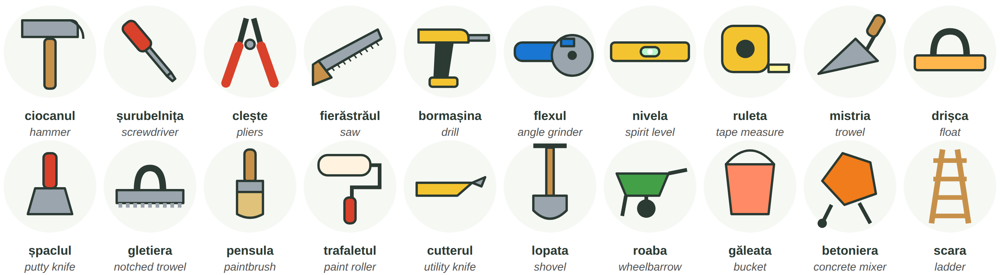 ciocanul șurubelnița clește fierăstrăul bormașina flexul nivela ruleta mistria drișca
hammer screwdriver pliers saw drill angle grinder spirit level tape measure trowel float
șpaclul gletiera pensula trafaletul cutterul lopata roaba găleata betoniera scara
putty knife notched trowel paintbrush paint roller utility knife shovel wheelbarrow bucket concrete mixer ladder